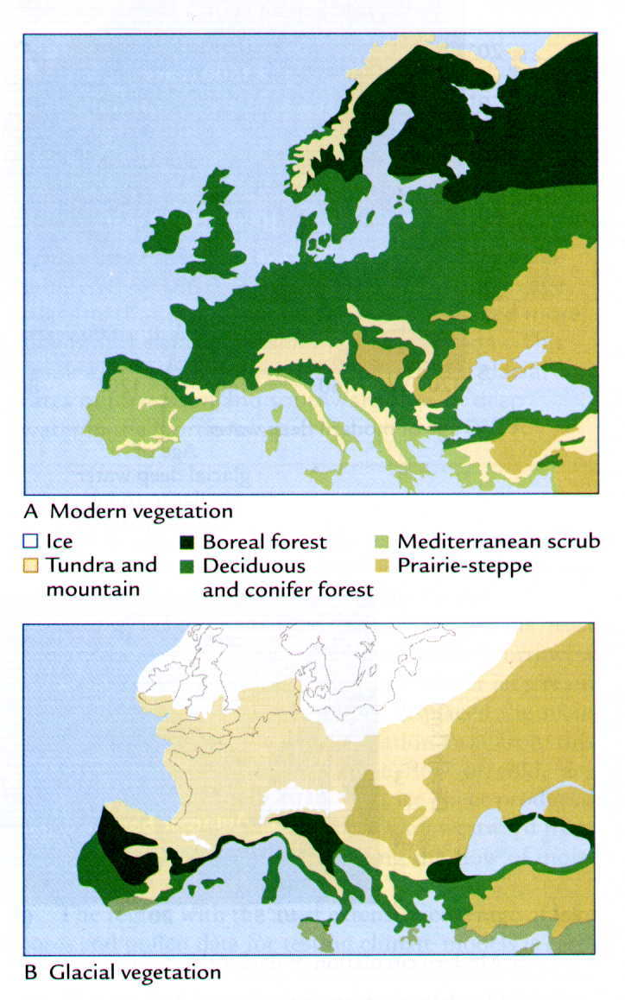 A Modern vegetation
Ice
Boreal forest
Mediterranean scrub
Tundra and
mountain
Deciduous
and conifer forest
Prairie-steppe
B Glacial vegetation